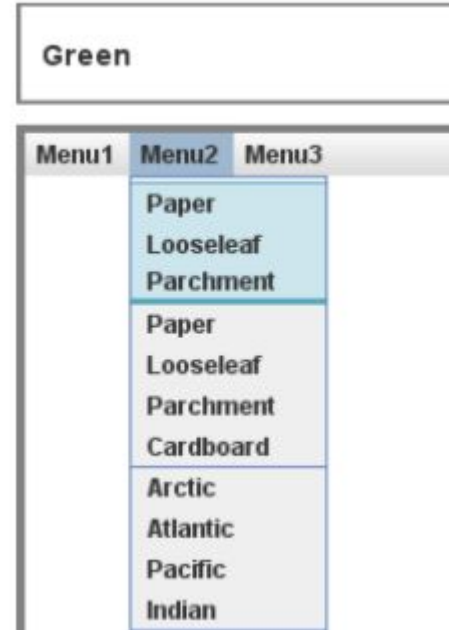 Green
Menu1 Menu2 Menu3
Paper
Looseleaf
Parchment
Paper
Looseleaf
Parchment
Cardboard
Arctic
Atlantic
Pacific
Indian